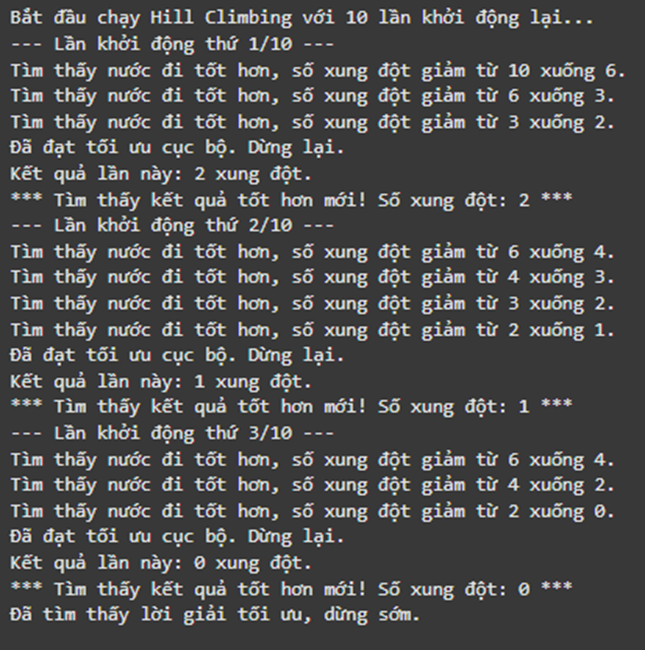 Bắt đầu chạy Hill Climbing với 10 lần khởi động lại...
--- Lần khởi động thứ 1/10 ---
Tìm thấy nước đi tốt hơn, số xung đột giảm từ 10 xuống 6.
Tìm thấy nước đi tốt hơn, số xung đột giảm từ 6 xuống 3.
Tìm thấy nước đi tốt hơn, số xung đột giảm từ 3 xuống 2.
Đã đạt tối ưu cục bộ. Dừng lại.
Kết quả lần này: 2 xung đột.
*** Tìm thấy kết quả tốt hơn mới! Số xung đột: 2 ***
--- Lần khởi động thứ 2/10 ---
Tìm thấy nước đi tốt hơn, số xung đột giảm từ 6 xuống 4.
Tìm thấy nước đi tốt hơn, số xung đột giảm từ 4 xuống 3.
Tìm thấy nước đi tốt hơn, số xung đột giảm từ 3 xuống 2.
Tìm thấy nước đi tốt hơn, số xung đột giảm từ 2 xuống 1.
Đã đạt tối ưu cục bộ. Dừng lại.
Kết quả lần này: 1 xung đột.
*** Tìm thấy kết quả tốt hơn mới! Số xung đột: 1 ***
--- Lần khởi động thứ 3/10 ---
Tìm thấy nước đi tốt hơn, số xung đột giảm từ 6 xuống 4.
Tìm thấy nước đi tốt hơn, số xung đột giảm từ 4 xuống 2.
Tìm thấy nước đi tốt hơn, số xung đột giảm từ 2 xuống 0.
Đã đạt tối ưu cục bộ. Dừng lại.
Kết quả lần này: 0 xung đột.
*** Tìm thấy kết quả tốt hơn mới! Số xung đột: 0 ***
Đã tìm thấy lời giải tối ưu, dừng sớm.